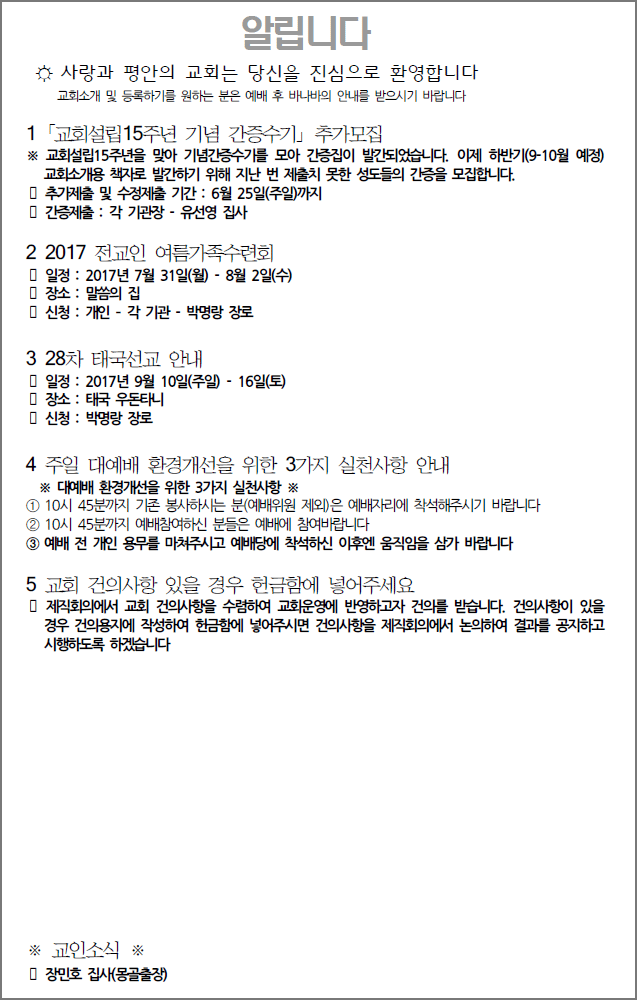 알립니다
☼ 사랑과 평안의 교회는 당신을 진심으로 환영합니다
교회소개 및 등록하기를 원하는 분은 예배 후 바나바의 안내를 받으시기 바랍니다
1 「교회설립15주년 기념 간증수기」 추가모집
※ 교회설립15주년을 맞아 기념간증수기를 모아 간증집이 발간되었습니다. 이제 하반기(9-10월 예정)
교회소개용 책자로 발간하기 위해 지난 번 제출치 못한 성도들의 간증을 모집합니다.
▯ 추가제출 및 수정제출 기간 : 6월 25일(주일)까지
▯ 간증제출 : 각 기관장 - 유선영 집사
2 2017 전교인 여름가족수련회
▯ 일정 : 2017년 7월 31일(월) - 8월 2일(수)
▯ 장소 : 말씀의 집
▯ 신청 : 개인 - 각 기관 - 박명랑 장로
3 28차 태국선교 안내
▯ 일정 : 2017년 9월 10일(주일) - 16일(토)
▯ 장소 : 태국 우돈타니
▯ 신청 : 박명랑 장로
4 주일 대예배 환경개선을 위한 3가지 실천사항 안내
※ 대예배 환경개선을 위한 3가지 실천사항 ※
① 10시 45분까지 기존 봉사하시는 분(예배위원 제외)은 예배자리에 착석해주시기 바랍니다
② 10시 45분까지 예배참여하신 분들은 예배에 참여바랍니다
③ 예배 전 개인 용무를 마쳐주시고 예배당에 착석하신 이후엔 움직임을 삼가 바랍니다
5 교회 건의사항 있을 경우 헌금함에 넣어주세요
▯ 제직회의에서 교회 건의사항을 수렴하여 교회운영에 반영하고자 건의를 받습니다. 건의사항이 있을
경우 건의용지에 작성하여 헌금함에 넣어주시면 건의사항을 제직회의에서 논의하여 결과를 공지하고
시행하도록 하겠습니다
※ 교인소식 ※
▯ 장민호 집사(몽골출장)